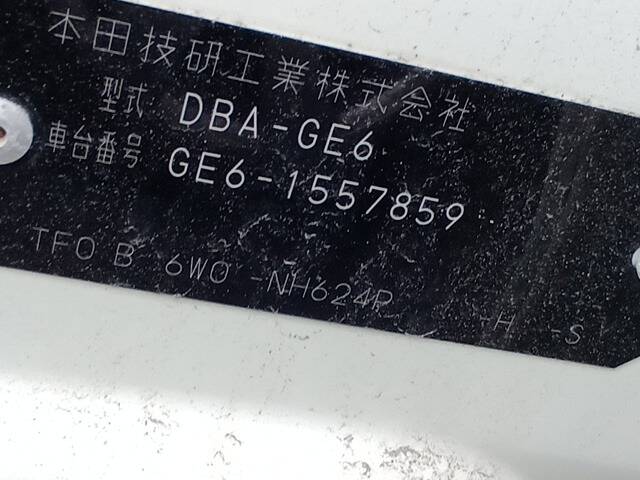 本田技研工業株式会社
型式 DBA-GE6
車台番号 GE6-1557859
TFO B 6W0 -NH624P -H -S